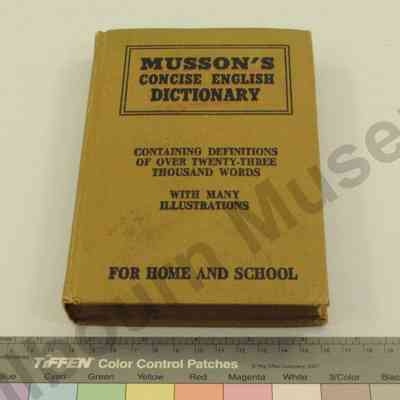 MUSSON'S
CONCISE ENGLISH
DICTIONARY
CONTAINING DEFINITIONS
OF OVER TWENTY-THREE
THOUSAND WORDS
WITH MANY
ILLUSTRATIONS
FOR HOME AND SCHOOL
TIFFEN Color Control Patches
Blue Cyan Green Yellow Red Magenta White 3/Color Black